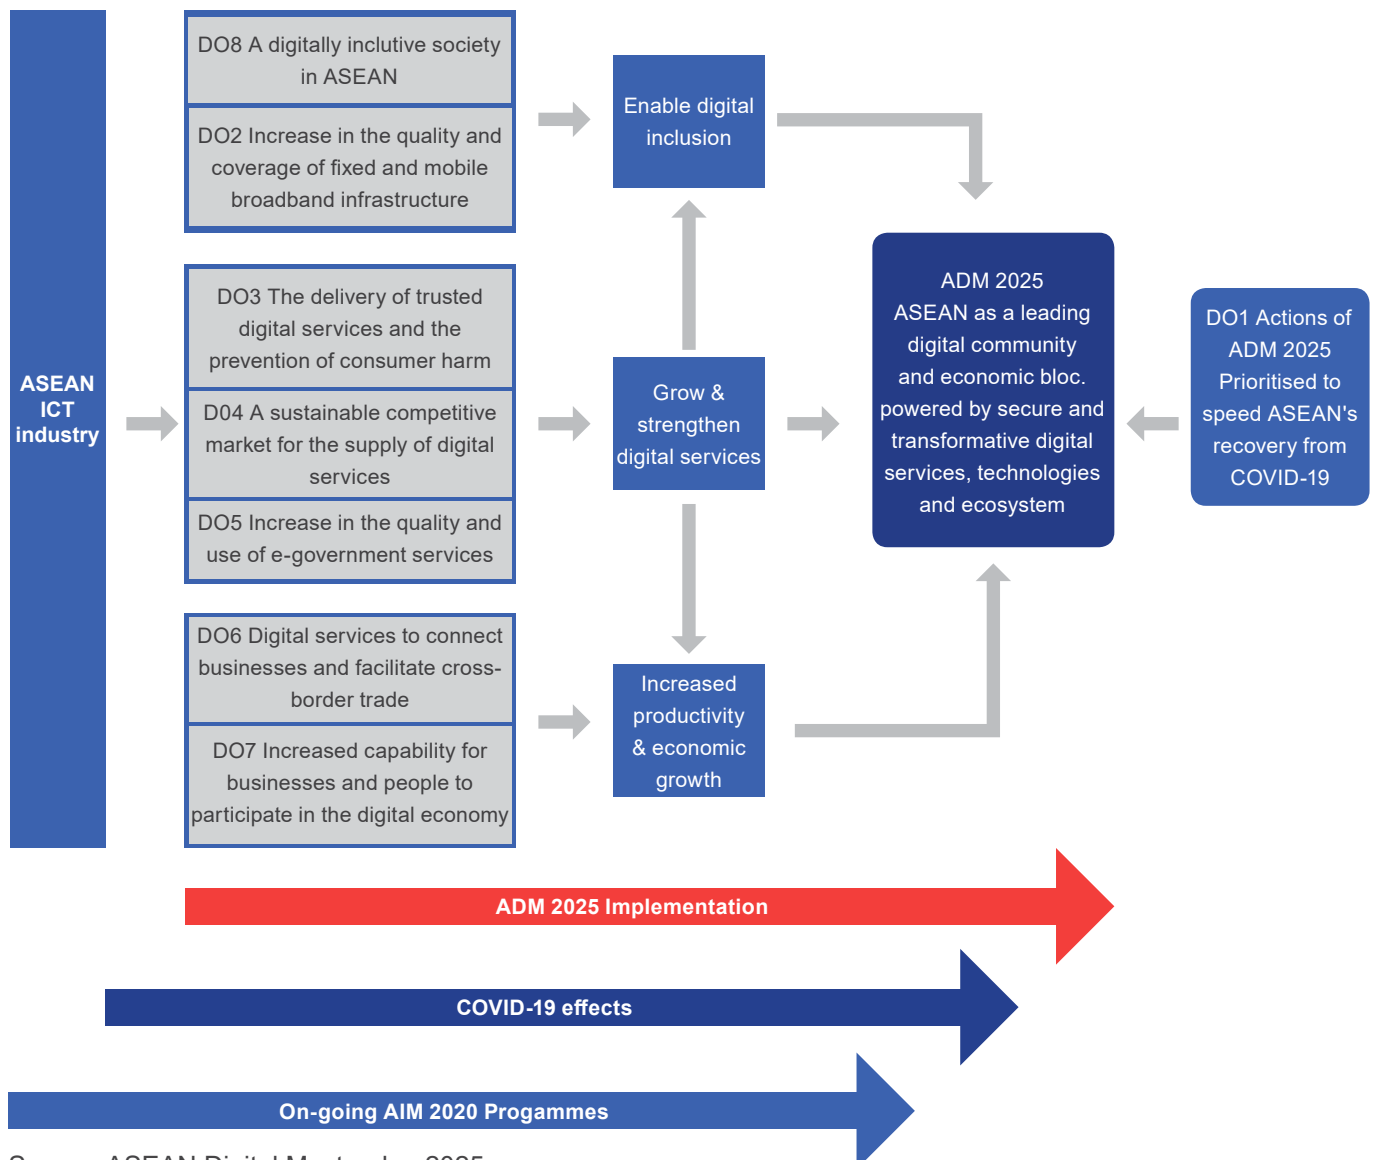 ASEAN
ICT
industry
DO8 A digitally inclutive society
in ASEAN
DO2 Increase in the quality and
coverage of fixed and mobile
broadband infrastructure
DO3 The delivery of trusted
digital services and the
prevention of consumer harm
D04 A sustainable competitive
market for the supply of digital
services
DO5 Increase in the quality and
use of e-government services
DO6 Digital services to connect
businesses and facilitate cross-
border trade
DO7 Increased capability for
businesses and people to
participate in the digital economy
Enable digital
inclusion
Grow &
strengthen
digital services
Increased
productivity
& economic
growth
ADM 2025
ASEAN as a leading
digital community
and economic bloc.
powered by secure and
transformative digital
services, technologies
and ecosystem
DO1 Actions of
ADM 2025
Prioritised to
speed ASEAN's
recovery from
COVID-19
ADM 2025 Implementation
COVID-19 effects
On-going AIM 2020 Progammes
ASEAN Digital 2025